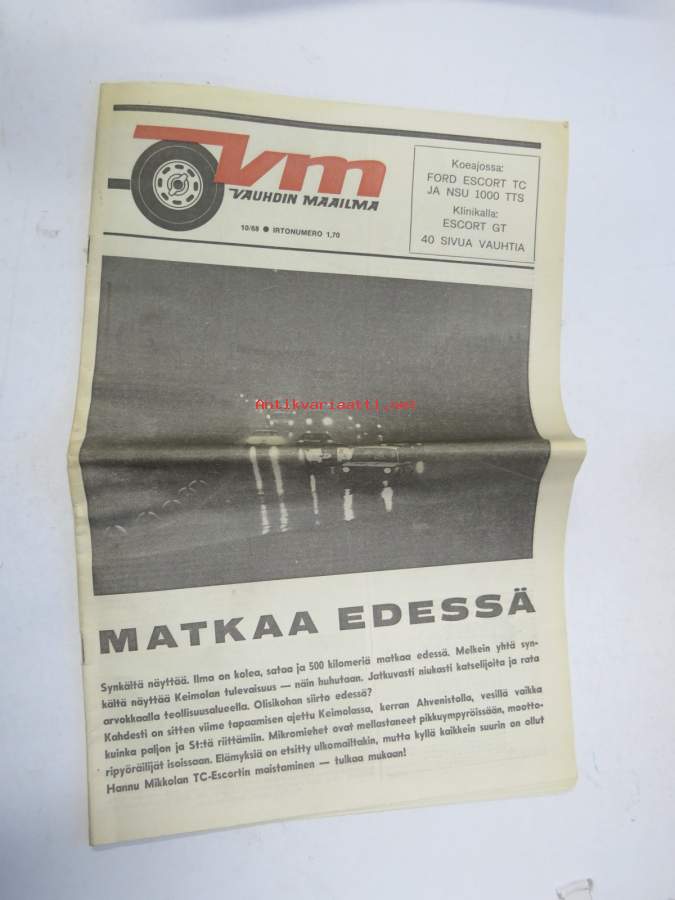 Vm
VAUHDIN MAAILMA
10/68 ● IRTONUMERO 1,70
Koeajossa:
FORD ESCORT TC
JA NSU 1000 TTS
Klinikalla:
ESCORT GT
40 SIVUA VAUHTIA
Antikvariaatti.net
MATKAA EDESSÄ
Synkältä näyttää. Ilma on kolea, sataa ja 500 kilomeriä matkaa edessä. Melkein yhtä syn-
kältä näyttää Keimolan tulevaisuus — näin huhutaan. Jatkuvasti niukasti katselijoita ja rata
arvokkaalla teollisuusalueella. Olisikohan siirto edessä?
Kahdesti on sitten viime tapaamisen ajettu Keimolassa, kerran Ahvenistolla, vesillä vaikka
kuinka paljon ja St:tä riittämiin. Mikromiehet ovat mellastaneet pikkuympyröissään, mootto-
ripyöräilijät isoissaan. Elämyksiä on etsitty ulkomailtakin, mutta kyllä kaikkein suurin on ollut
Hannu Mikkolan TC-Escortin maistaminen — tulkaa mukaan!